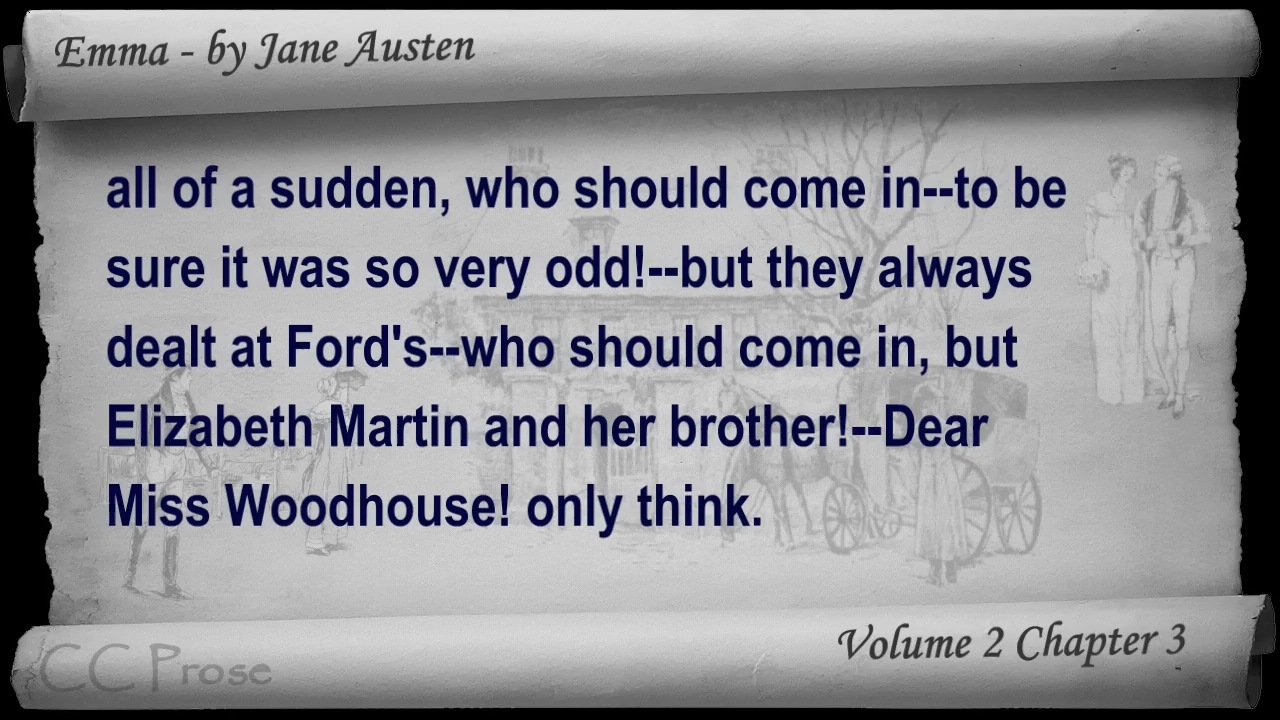 Emma - by Jane Austen
all of a sudden, who should come in--to be
sure it was so very odd!--but they always
dealt at Ford's--who should come in, but
Elizabeth Martin and her brother!--Dear
Miss Woodhouse! only think.
Volume 2 Chapter 3
CC Prose